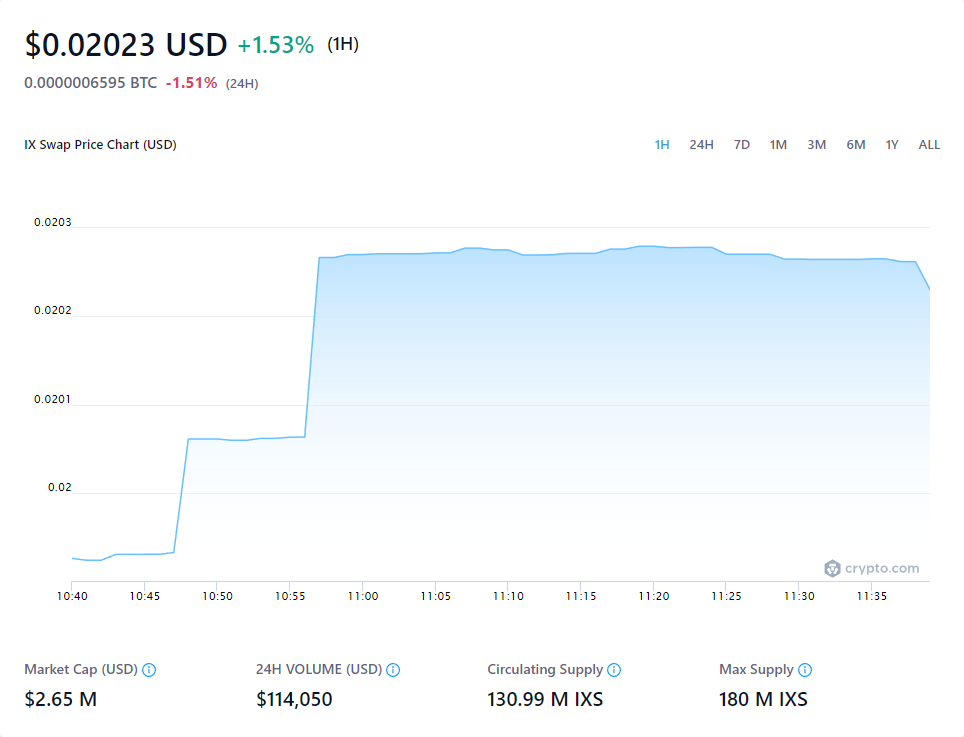 $0.02023 USD +1.53% (1H)
0.0000006595 BTC -1.51% (24H)
IX Swap Price Chart (USD) 1H 24H 7D 1M 3M 6M 1Y ALL
0.0203
0.0202
0.0201
0.02
crypto.com
10:40 10:45 10:50 10:55 11:00 11:05 11:10 11:15 11:20 11:25 11:30 11:35
Market Cap (USD) 24H VOLUME (USD) Circulating Supply Max Supply
$2.65 M $114,050 130.99 M IXS 180 M IXS